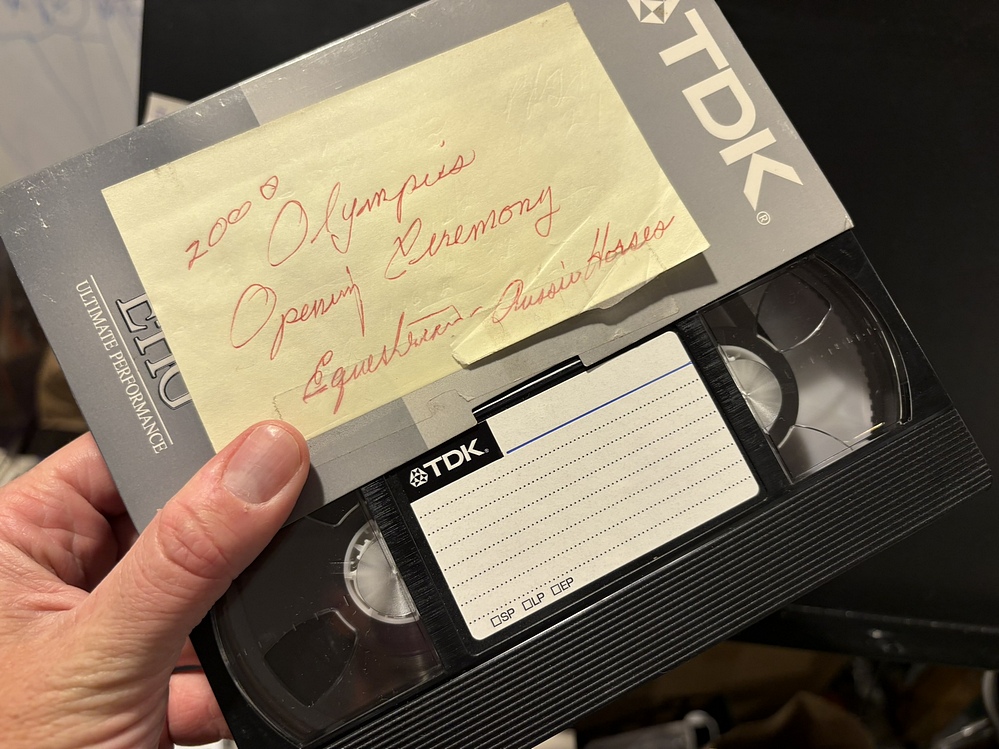 TDK®
2000 Olympics
Opening Ceremony
Equestrian - Aussie Horses
ULTIMATE PERFORMANCE
TDK®
□SP □LP □EP